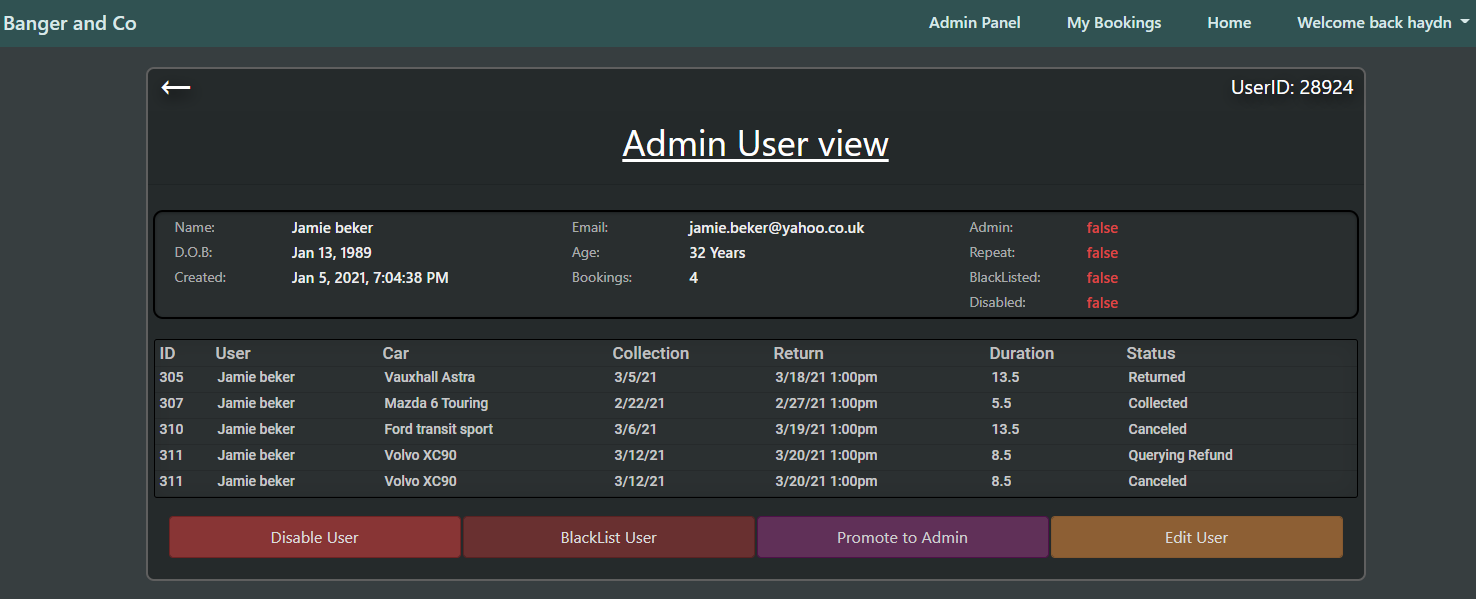 Banger and Co Admin Panel My Bookings Home Welcome back haydn
UserID: 28924
Admin User view
Name: Jamie beker Email: jamie.beker@yahoo.co.uk Admin: false
D.O.B: Jan 13, 1989 Age: 32 Years Repeat: false
Created: Jan 5, 2021, 7:04:38 PM Bookings: 4 BlackListed: false
Disabled: false
ID User Car Collection Return Duration Status
305 Jamie beker Vauxhall Astra 3/5/21 3/18/21 1:00pm 13.5 Returned
307 Jamie beker Mazda 6 Touring 2/22/21 2/27/21 1:00pm 5.5 Collected
310 Jamie beker Ford transit sport 3/6/21 3/19/21 1:00pm 13.5 Canceled
311 Jamie beker Volvo XC90 3/12/21 3/20/21 1:00pm 8.5 Querying Refund
311 Jamie beker Volvo XC90 3/12/21 3/20/21 1:00pm 8.5 Canceled
Disable User BlackList User Promote to Admin Edit User